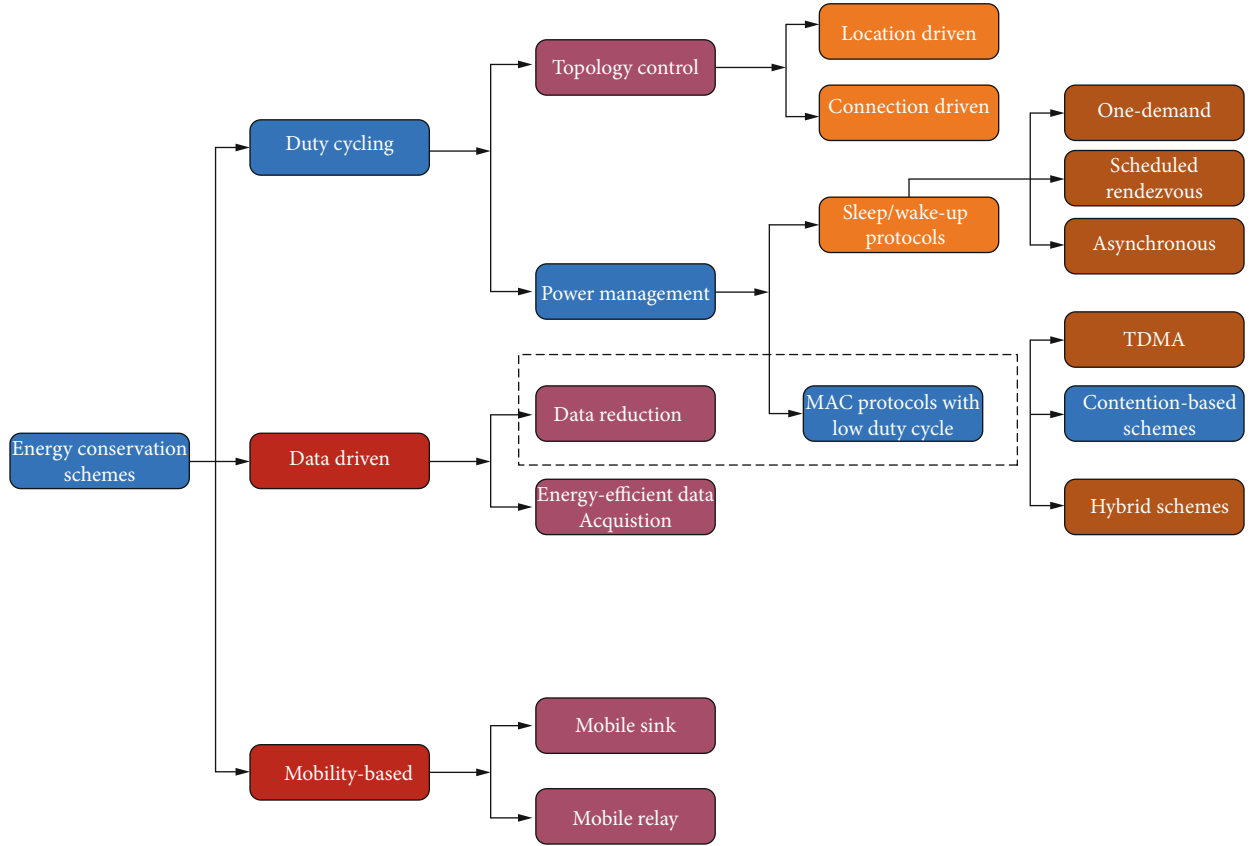 Energy conservation
schemes
Duty cycling
Data driven
Mobility-based
Topology control
Power management
Data reduction
Energy-efficient data
Acquistion
Mobile sink
Mobile relay
Location driven
Connection driven
Sleep/wake-up
protocols
MAC protocols with
low duty cycle
One-demand
Scheduled
rendezvous
Asynchronous
TDMA
Contention-based
schemes
Hybrid schemes